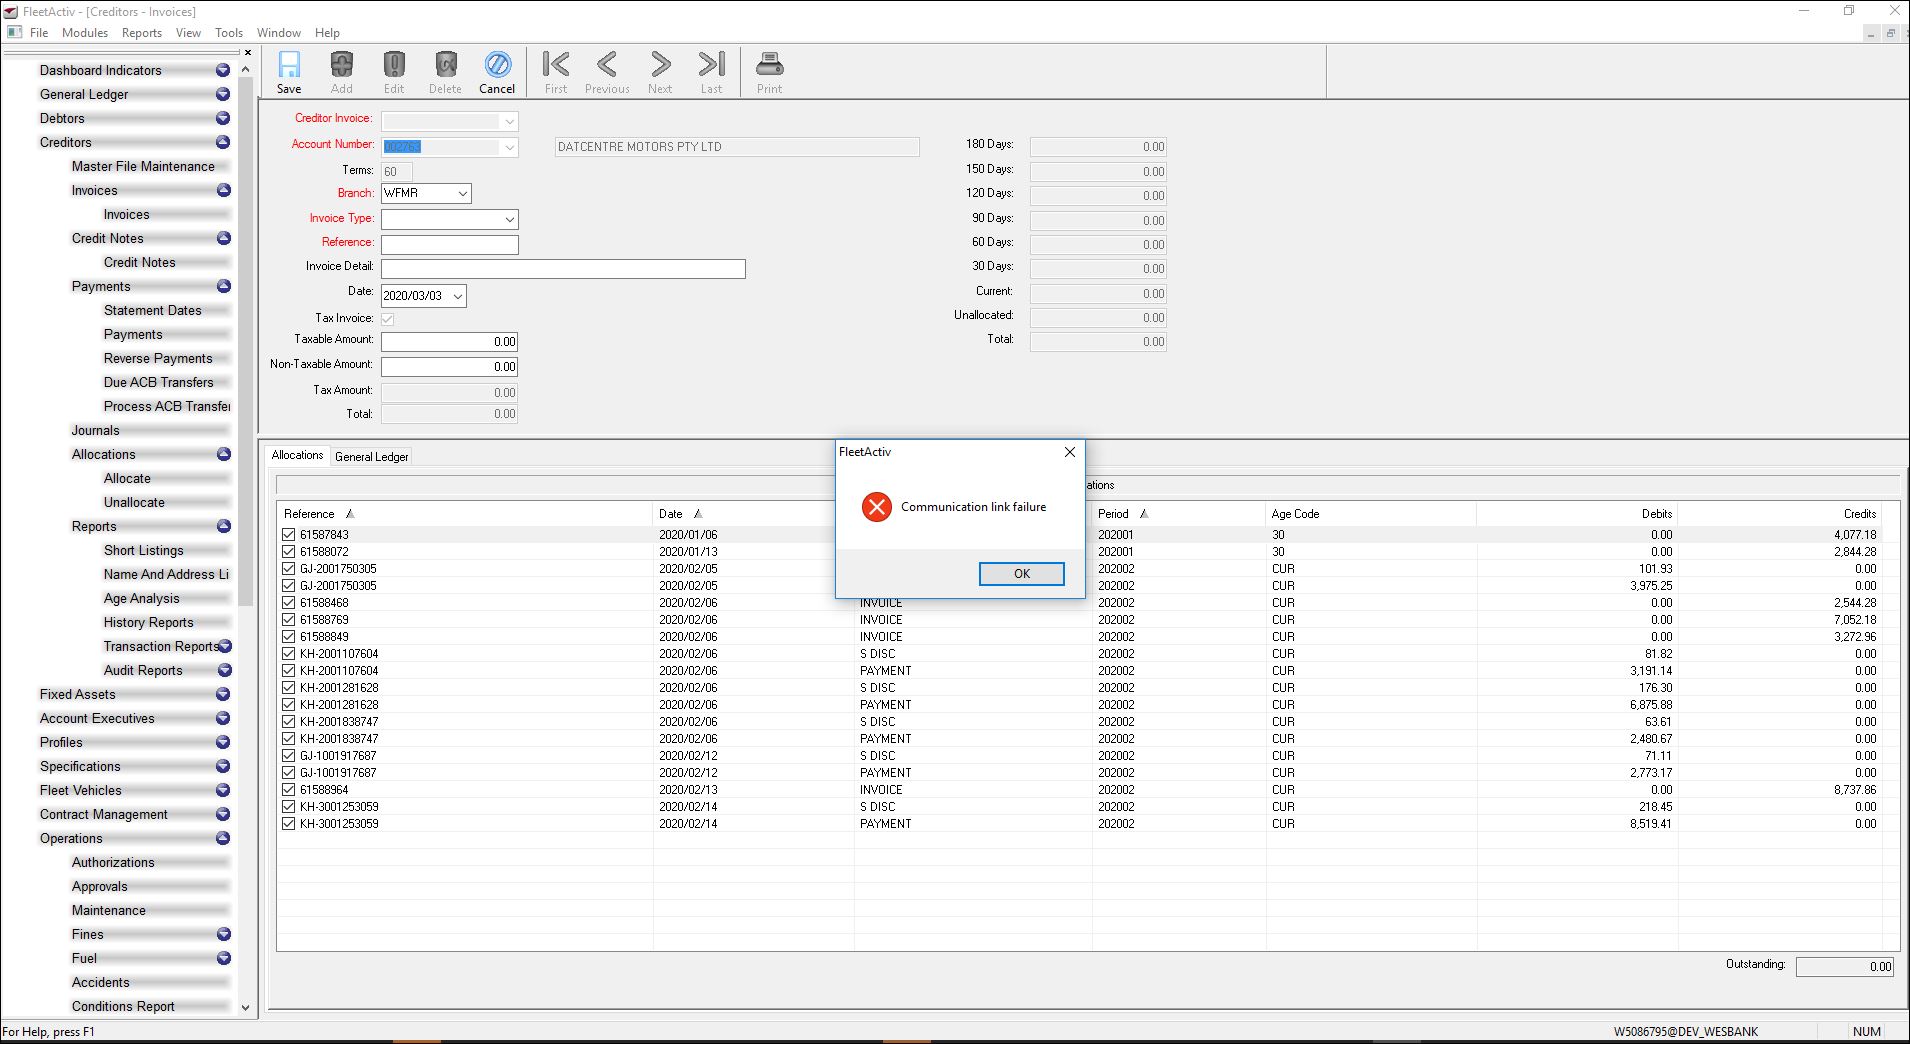 FleetActiv - [Creditors - Invoices]
File Modules Reports View Tools Window Help
Dashboard Indicators
General Ledger
Debtors
Creditors
Master File Maintenance
Invoices
Invoices
Credit Notes
Credit Notes
Payments
Statement Dates
Payments
Reverse Payments
Due ACB Transfers
Process ACB Transfer
Journals
Allocations
Allocate
Unallocate
Reports
Short Listings
Name And Address Li
Age Analysis
History Reports
Transaction Reports
Audit Reports
Fixed Assets
Account Executives
Profiles
Specifications
Fleet Vehicles
Contract Management
Operations
Authorizations
Approvals
Maintenance
Fines
Fuel
Accidents
Conditions Report
Save Add Edit Delete Cancel First Previous Next Last Print
Creditor Invoice:
Account Number: 002763 DATCENTRE MOTORS PTY LTD
Terms: 60
Branch: WFMR
Invoice Type:
Reference:
Invoice Detail:
Date: 2020/03/03
Tax Invoice:
Taxable Amount: 0.00
Non-Taxable Amount: 0.00
Tax Amount: 0.00
Total: 0.00
180 Days: 0.00
150 Days: 0.00
120 Days: 0.00
90 Days: 0.00
60 Days: 0.00
30 Days: 0.00
Current: 0.00
Unallocated: 0.00
Total: 0.00
Allocations General Ledger
ations
FleetActiv
Communication link failure
OK
Reference Date Period Age Code Debits Credits
61587843 2020/01/06 202001 30 0.00 4,077.18
61588072 2020/01/13 202001 30 0.00 2,844.28
GJ-2001750305 2020/02/05 202002 CUR 101.93 0.00
GJ-2001750305 2020/02/05 202002 CUR 3,975.25 0.00
61588468 2020/02/06 INVOICE 202002 CUR 0.00 2,544.28
61588769 2020/02/06 INVOICE 202002 CUR 0.00 7,052.18
61588849 2020/02/06 INVOICE 202002 CUR 0.00 3,272.96
KH-2001107604 2020/02/06 S DISC 202002 CUR 81.82 0.00
KH-2001107604 2020/02/06 PAYMENT 202002 CUR 3,191.14 0.00
KH-2001281628 2020/02/06 S DISC 202002 CUR 176.30 0.00
KH-2001281628 2020/02/06 PAYMENT 202002 CUR 6,875.88 0.00
KH-2001838747 2020/02/06 S DISC 202002 CUR 63.61 0.00
KH-2001838747 2020/02/06 PAYMENT 202002 CUR 2,480.67 0.00
GJ-1001917687 2020/02/12 S DISC 202002 CUR 71.11 0.00
GJ-1001917687 2020/02/12 PAYMENT 202002 CUR 2,773.17 0.00
61588964 2020/02/13 INVOICE 202002 CUR 0.00 8,737.86
KH-3001253059 2020/02/14 S DISC 202002 CUR 218.45 0.00
KH-3001253059 2020/02/14 PAYMENT 202002 CUR 8,519.41 0.00
Outstanding: 0.00
For Help, press F1 W5086795@DEV_WESBANK NUM